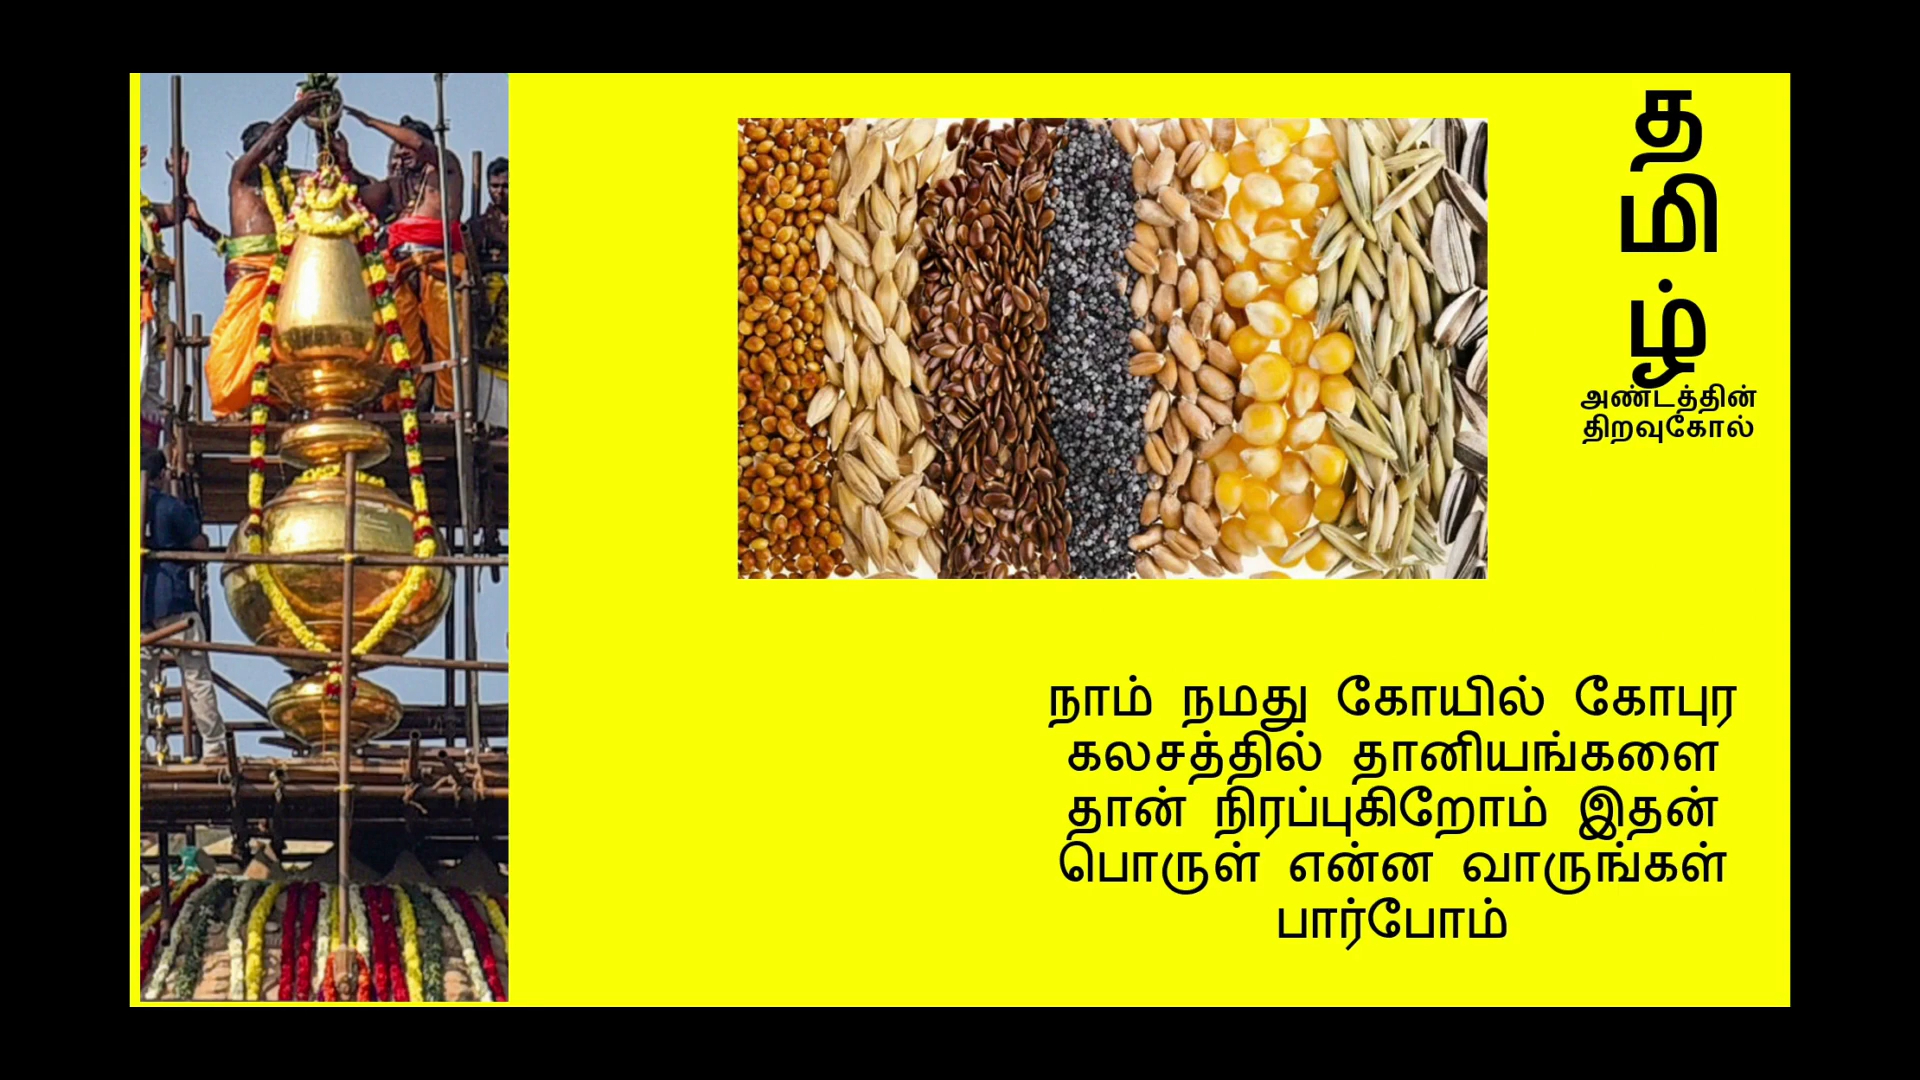 த
மி
ழ்
அண்டத்தின்
திறவுகோல்
நாம் நமது கோயில் கோபுர
கலசத்தில் தானியங்களை
தான் நிரப்புகிறோம் இதன்
பொருள் என்ன வாருங்கள்
பார்போம்